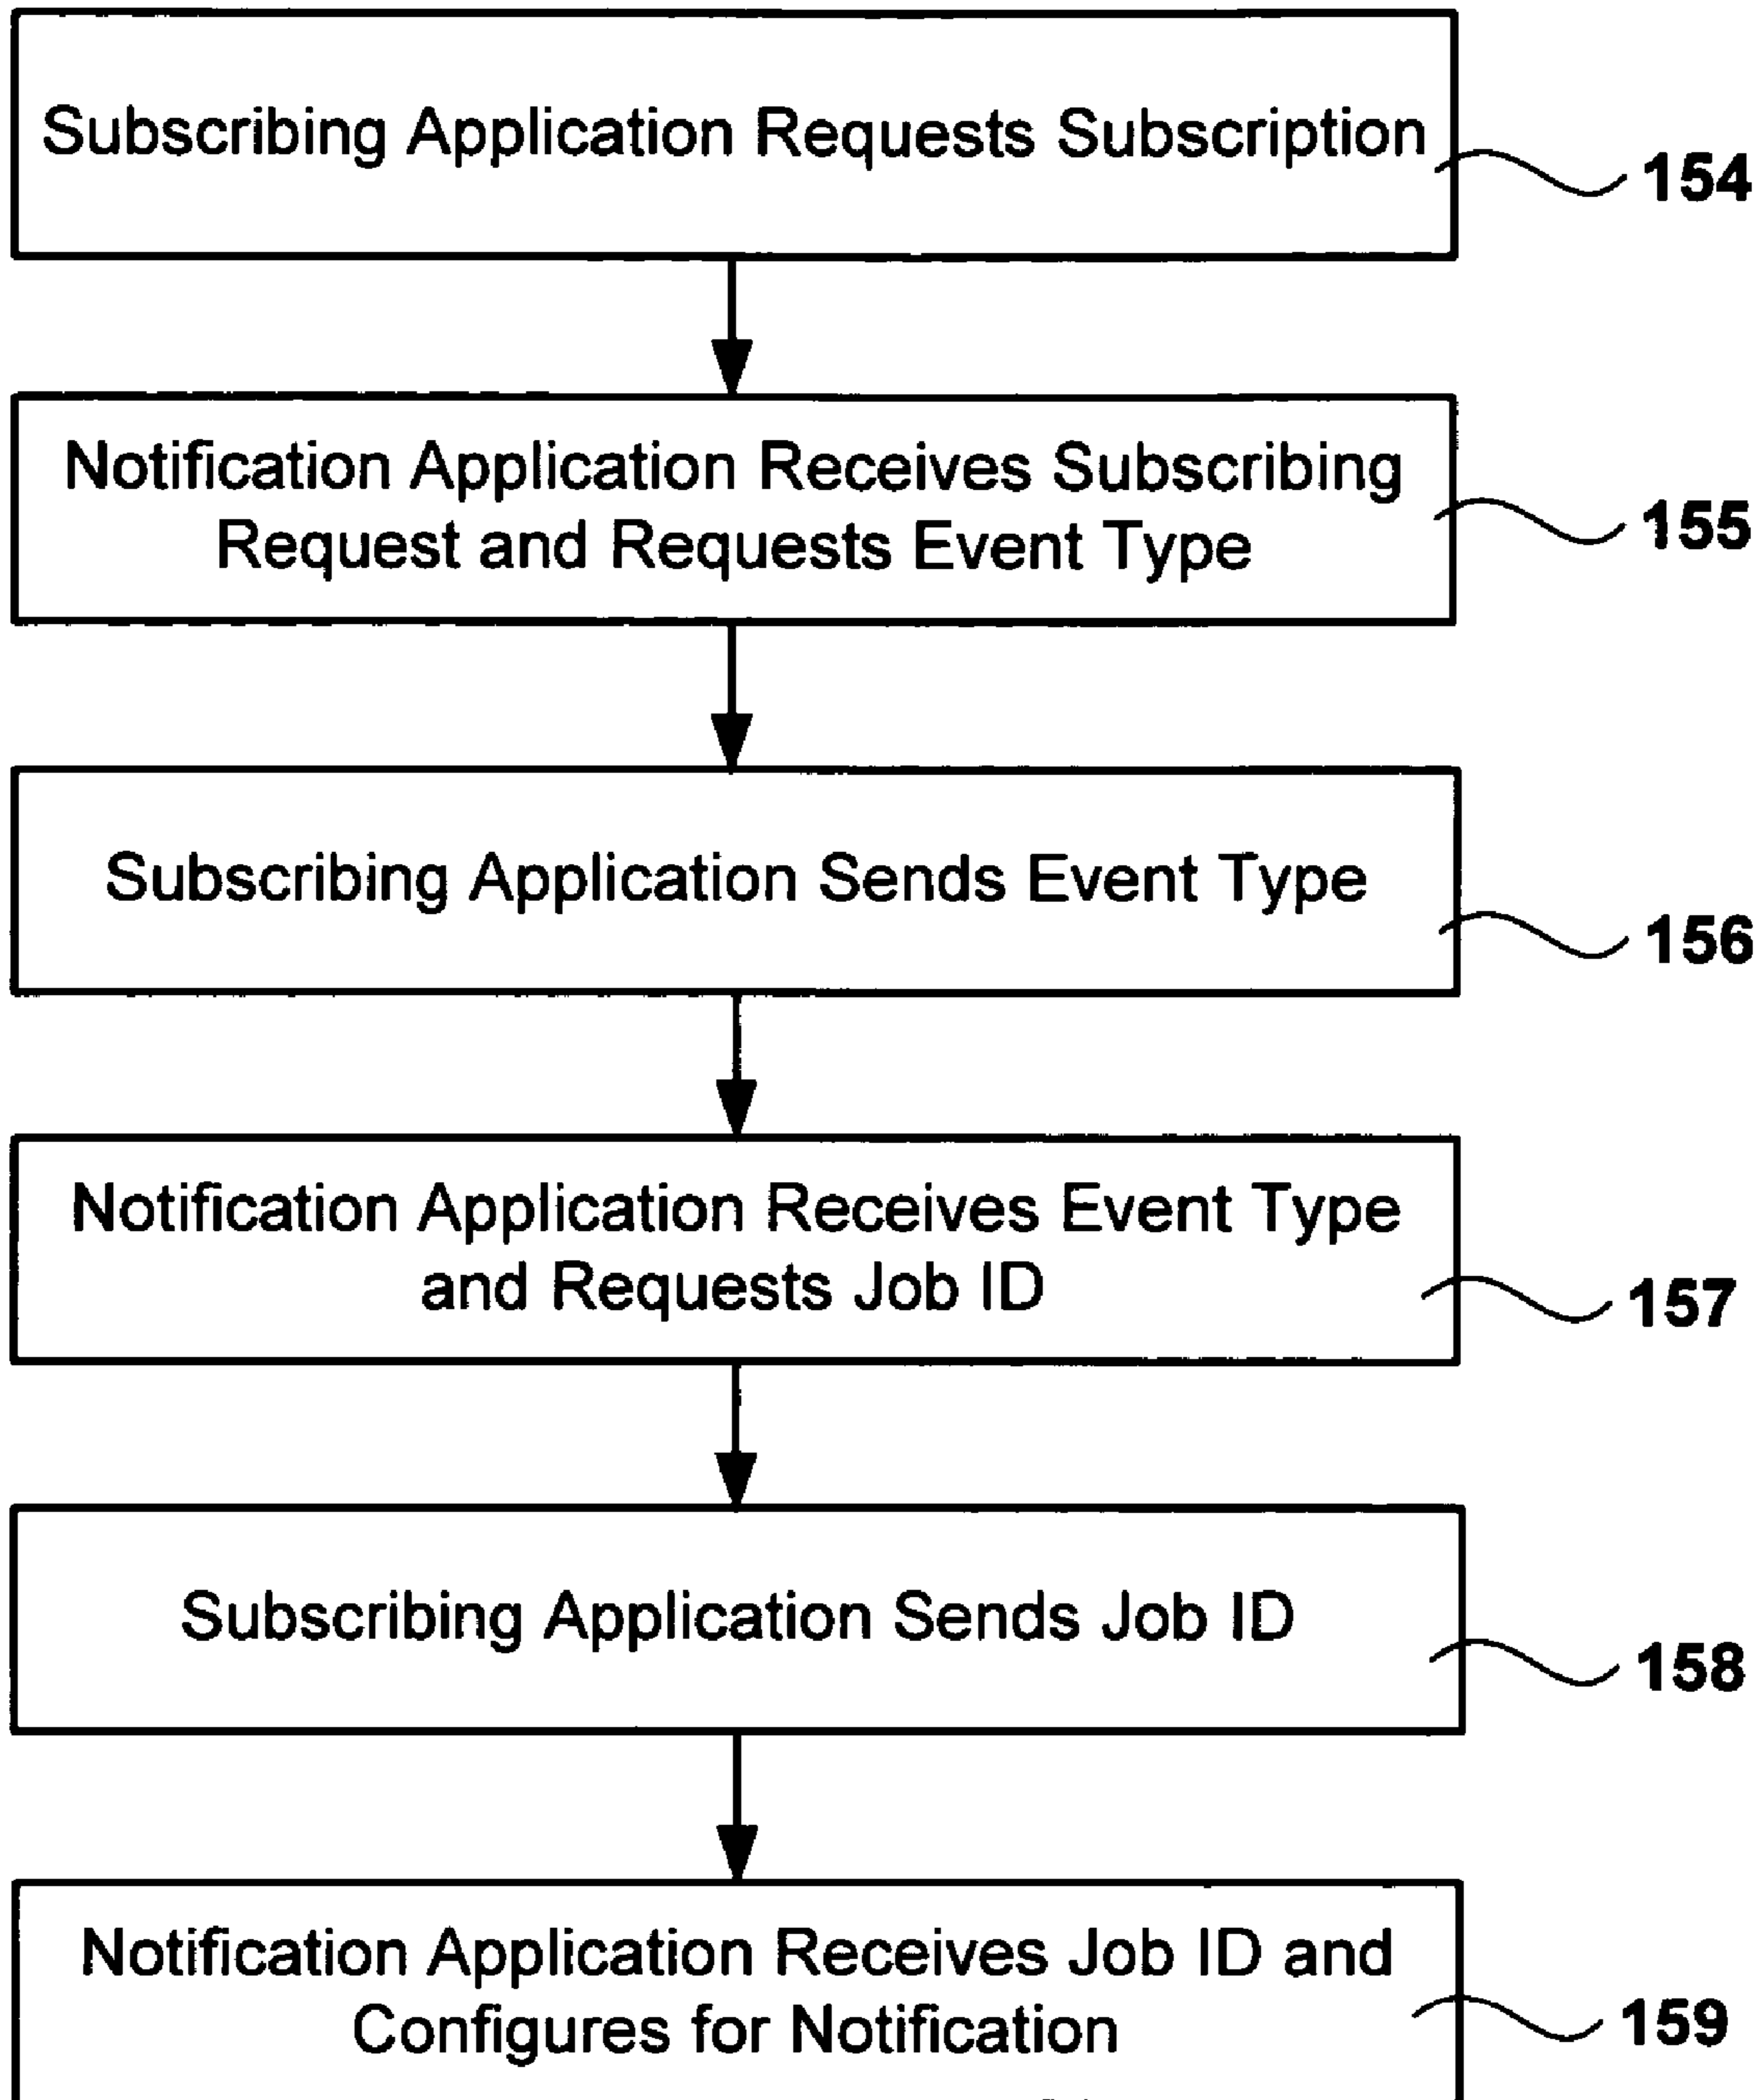 Subscribing Application Requests Subscription
154
Notification Application Receives Subscribing
Request and Requests Event Type
155
Subscribing Application Sends Event Type
156
Notification Application Receives Event Type
and Requests Job ID
157
Subscribing Application Sends Job ID
158
Notification Application Receives Job ID and
Configures for Notification
159